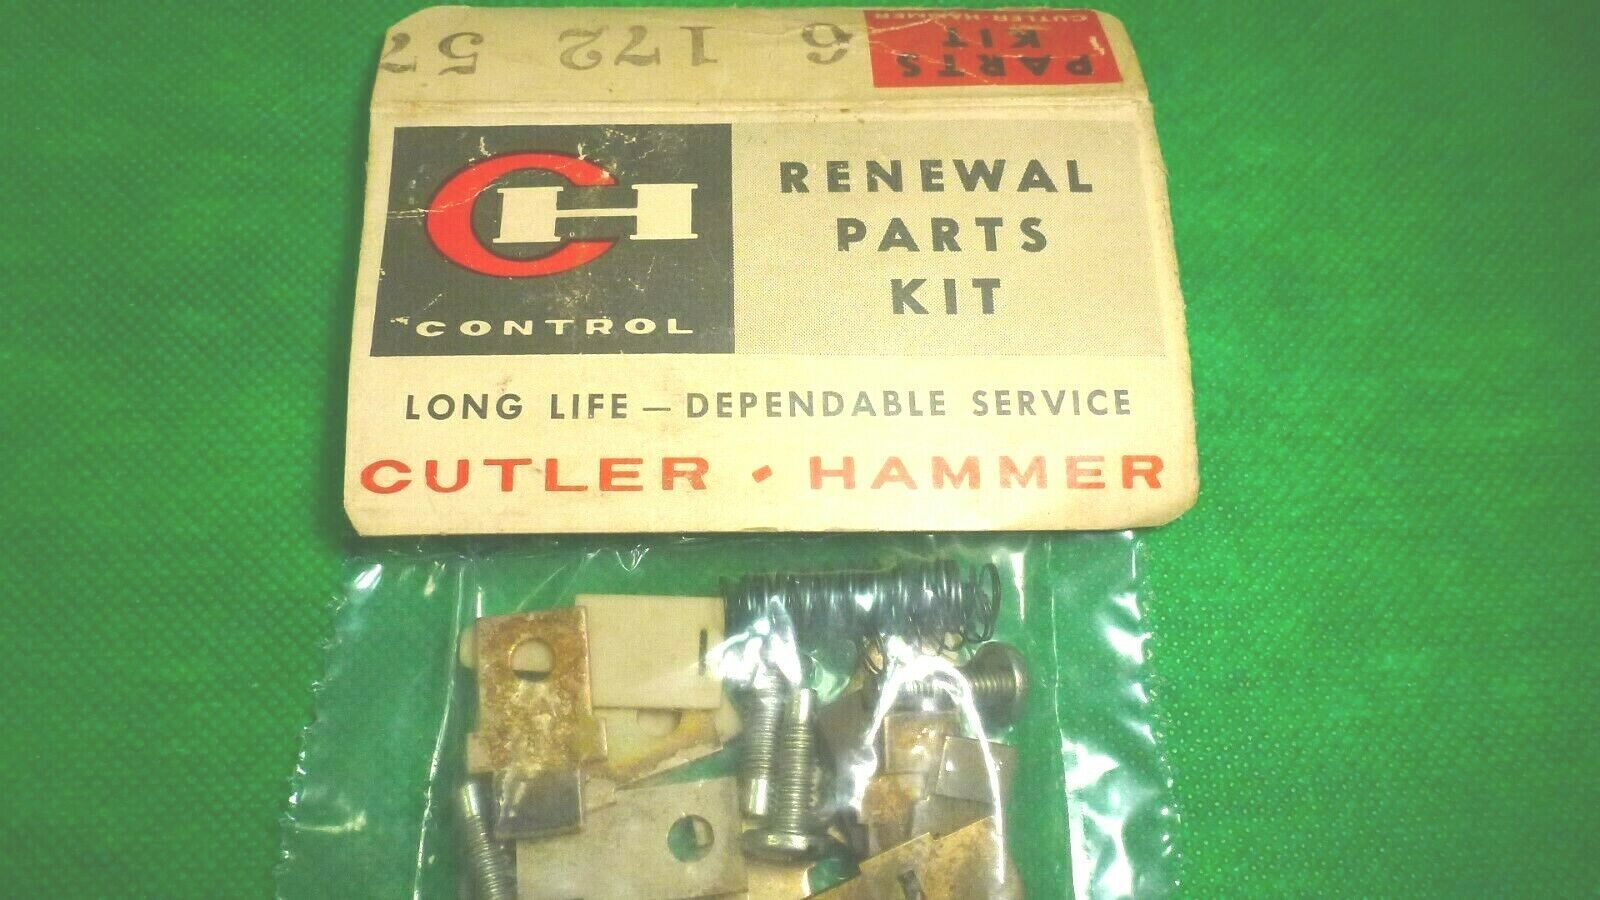 PARTS
KIT
CUTLER-HAMMER
6 172 57
CH
CONTROL
RENEWAL
PARTS
KIT
LONG LIFE — DEPENDABLE SERVICE
CUTLER • HAMMER